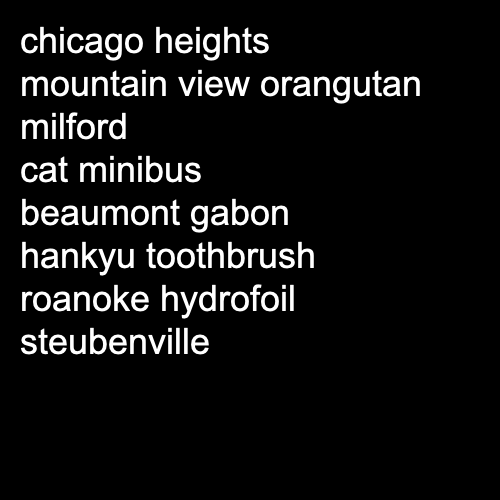 chicago heights
mountain view orangutan
milford
cat minibus
beaumont gabon
hankyu toothbrush
roanoke hydrofoil
steubenville